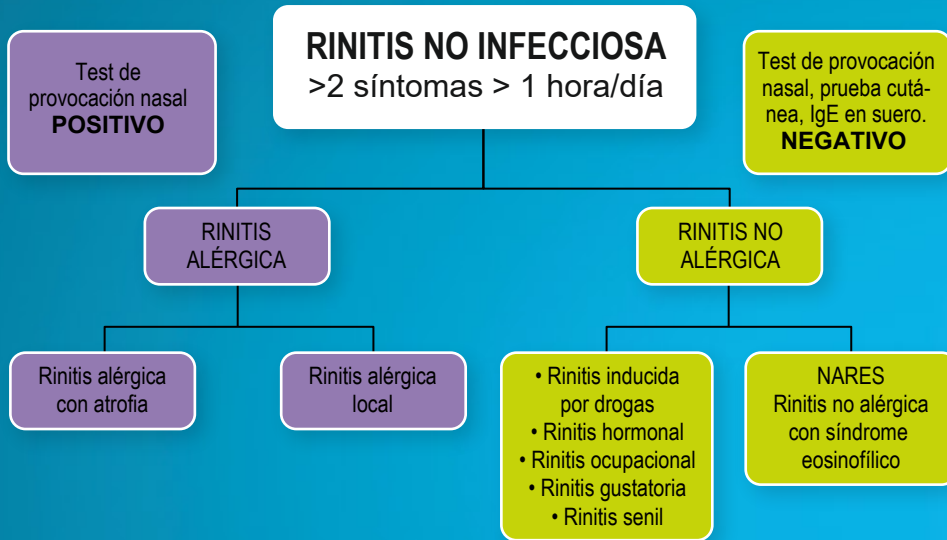 RINITIS NO INFECCIOSA
>2 síntomas > 1 hora/día
Test de
provocación nasal
POSITIVO
Test de provocación
nasal, prueba cutá-
nea, IgE en suero.
NEGATIVO
RINITIS
ALÉRGICA
RINITIS NO
ALÉRGICA
Rinitis alérgica
con atrofia
Rinitis alérgica
local
• Rinitis inducida
por drogas
• Rinitis hormonal
• Rinitis ocupacional
• Rinitis gustatoria
• Rinitis senil
NARES
Rinitis no alérgica
con síndrome
eosinofílico